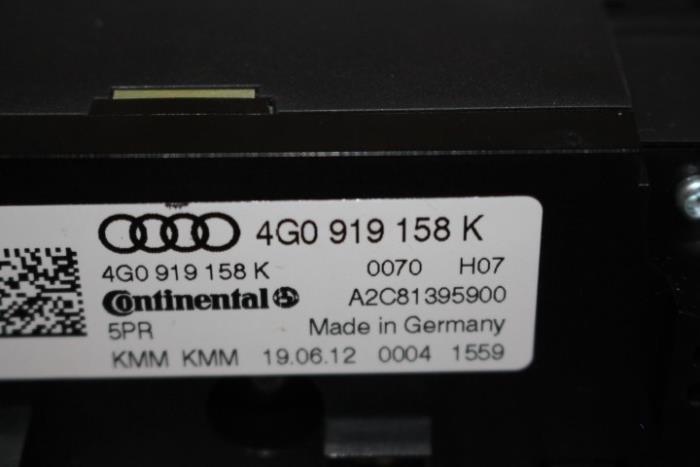 4G0 919 158 K
4G0 919 158 K 0070 H07
Continental A2C81395900
5PR Made in Germany
KMM KMM 19.06.12 0004 1559